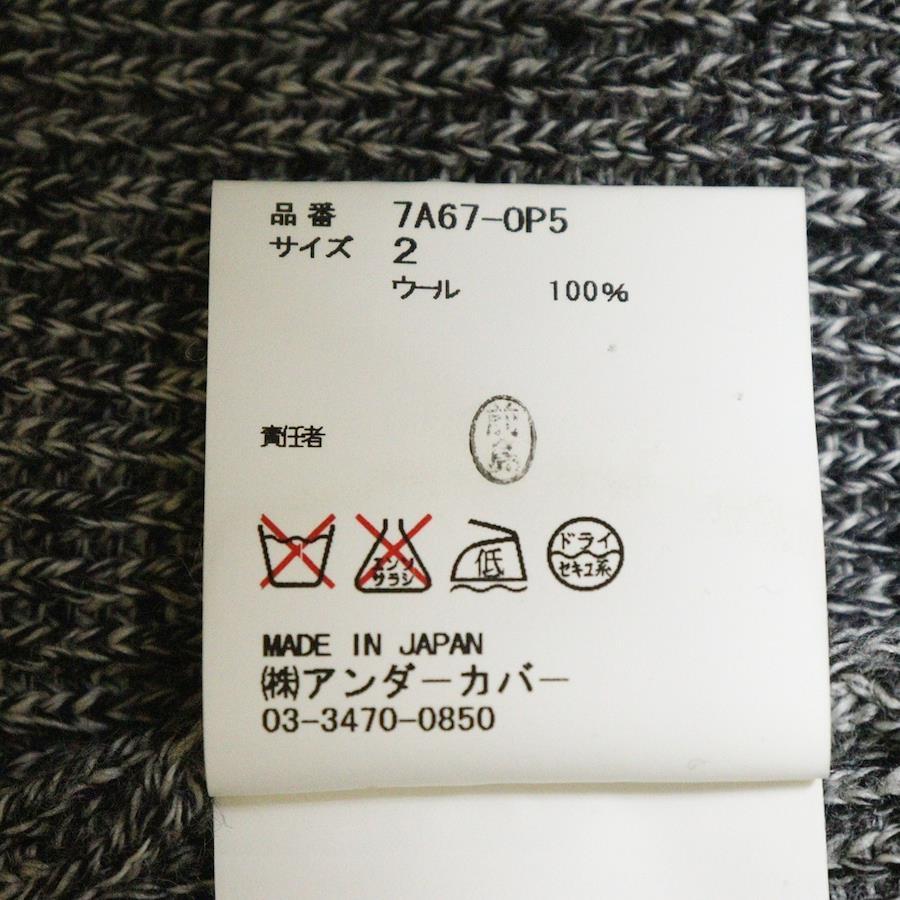 品番 7A67-0P5
サイズ 2
ウール 100%
責任者
エンソ
サラシ
低
ドライ
セキユ系
MADE IN JAPAN
㈱アンダーカバー
03-3470-0850